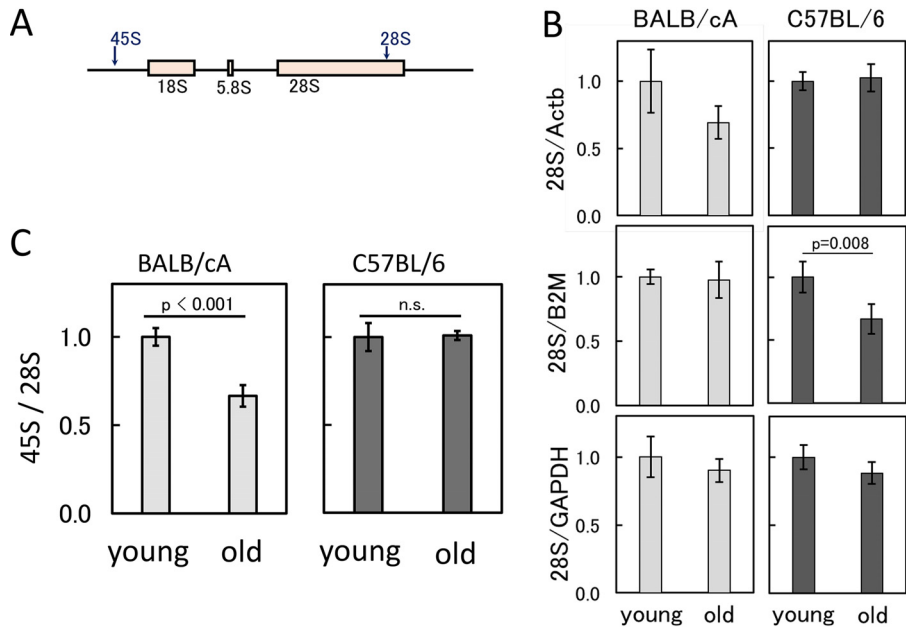 A
45S
28S
18S
5.8S
28S
B
BALB/cA
C57BL/6
28S/Actb
1.0
0.5
0.0
28S/B2M
1.0
0.5
0.0
p=0.008
28S/GAPDH
1.0
0.5
0.0
young
old
young
old
C
BALB/cA
C57BL/6
45S / 28S
1.0
0.5
0.0
p < 0.001
n.s.
young
old
young
old